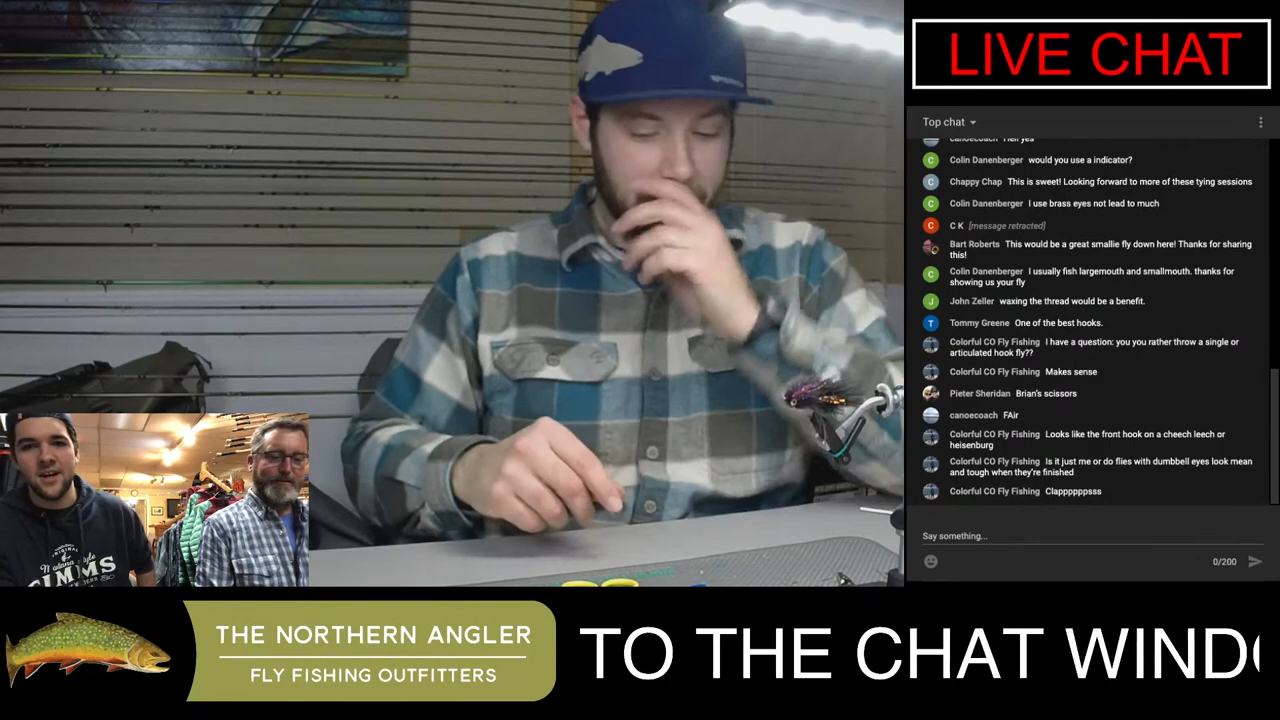 LIVE CHAT
Top chat
canoecoach Hell yes
Colin Danenberger would you use a indicator?
Chappy Chap This is sweet! Looking forward to more of these tying sessions
Colin Danenberger I use brass eyes not lead to much
C K [message retracted]
Bart Roberts This would be a great smallie fly down here! Thanks for sharing
this!
Colin Danenberger I usually fish largemouth and smallmouth. thanks for
showing us your fly
John Zeller waxing the thread would be a benefit.
Tommy Greene One of the best hooks.
Colorful CO Fly Fishing I have a question: you you rather throw a single or
articulated hook fly??
Colorful CO Fly Fishing Makes sense
Pieter Sheridan Brian's scissors
canoecoach FAir
Colorful CO Fly Fishing Looks like the front hook on a cheech leech or
heisenburg
Colorful CO Fly Fishing Is it just me or do flies with dumbbell eyes look mean
and tough when they're finished
Colorful CO Fly Fishing Clappppppsss
Say something...
0/200
SIMMS
THE NORTHERN ANGLER
FLY FISHING OUTFITTERS
TO THE CHAT WINDO